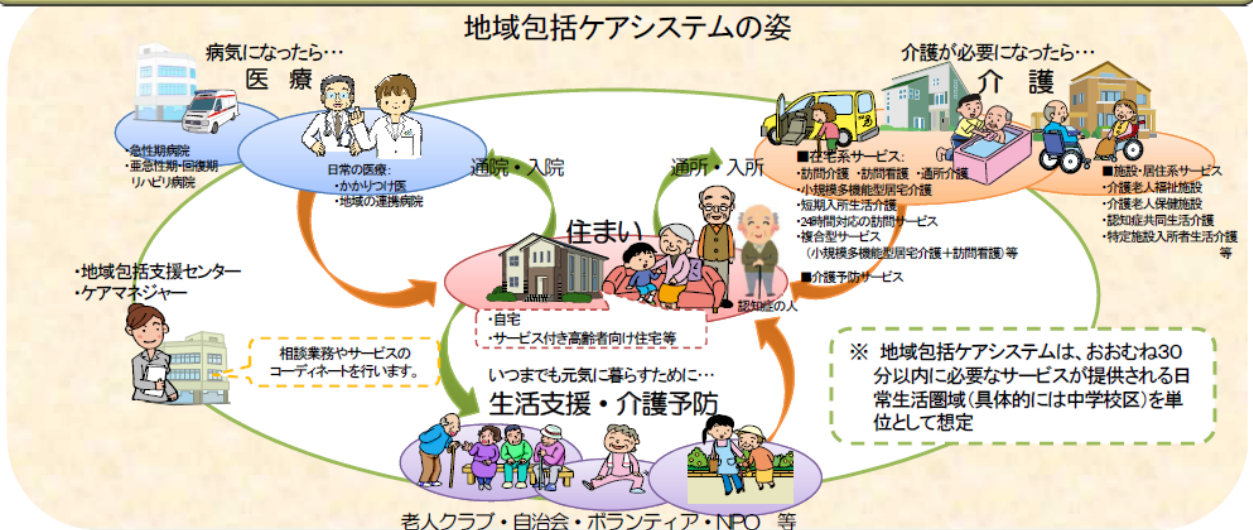 地域包括ケアシステムの姿
病気になったら…
医 療
介護が必要になったら…
介 護
・急性期病院
・亜急性期・回復期
リハビリ病院
日常の医療:
・かかりつけ医
・地域の連携病院
通院・入院
通所・入所
■在宅系サービス:
・訪問介護 ・訪問看護 ・通所介護
・小規模多機能型居宅介護
・短期入所生活介護
・24時間対応の訪問サービス
・複合型サービス
(小規模多機能型居宅介護+訪問看護)等
■介護予防サービス
■施設・居住系サービス
・介護老人福祉施設
・介護老人保健施設
・認知症共同生活介護
・特定施設入所者生活介護
等
住まい
認知症の人
・自宅
・サービス付き高齢者向け住宅等
・地域包括支援センター
・ケアマネジャー
相談業務やサービスの
コーディネートを行います。
いつまでも元気に暮らすために…
生活支援・介護予防
※ 地域包括ケアシステムは、おおむね30
分以内に必要なサービスが提供される日
常生活圏域(具体的には中学校区)を単
位として想定
老人クラブ・自治会・ボランティア・NPO 等